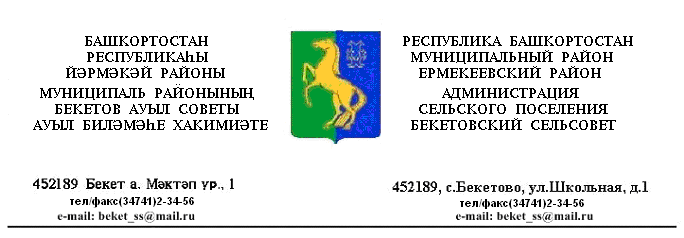 БАШКОРТОСТАН
РЕСПУБЛИКАҺЫ
ЙӘРМӘКӘЙ РАЙОНЫ
МУНИЦИПАЛЬ РАЙОНЫНЫҢ
БЕКЕТОВ АУЫЛ СОВЕТЫ
АУЫЛ БИЛӘМӘҺЕ ХАКИМИӘТЕ
452189 Бекет а. Мәктәп ур., 1
тел/факс(34741)2-34-56
e-mail: beket_ss@mail.ru
РЕСПУБЛИКА БАШКОРТОСТАН
МУНИЦИПАЛЬНЫЙ РАЙОН
ЕРМЕКЕЕВСКИЙ РАЙОН
АДМИНИСТРАЦИЯ
СЕЛЬСКОГО ПОСЕЛЕНИЯ
БЕКЕТОВСКИЙ СЕЛЬСОВЕТ
452189, с.Бекетово, ул.Школьная, д.1
тел/факс(34741)2-34-56
e-mail: beket_ss@mail.ru